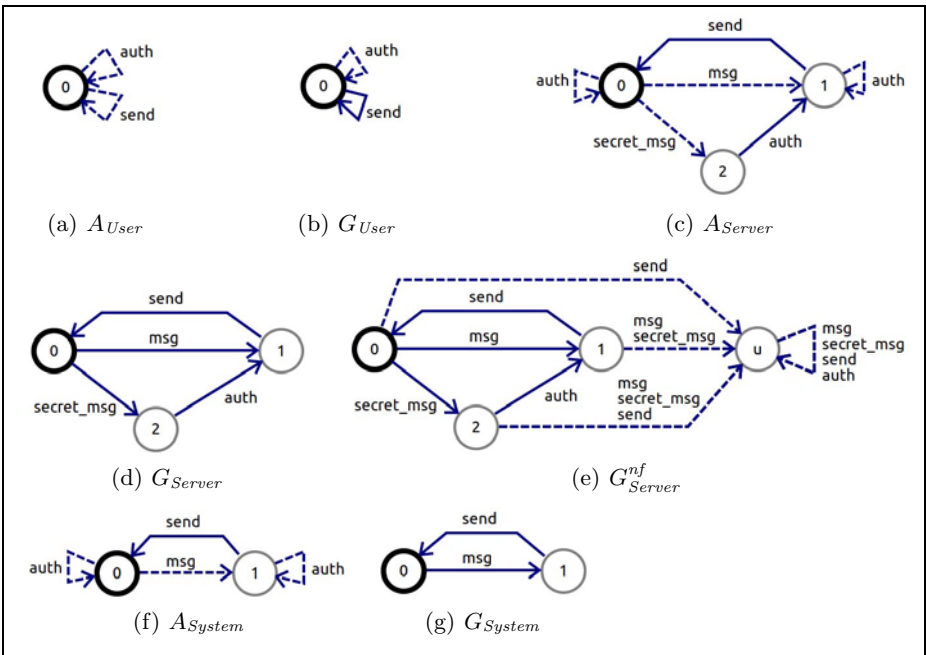 auth
0
send
(a) A_User
auth
0
send
(b) G_User
send
auth
0
msg
1
auth
secret_msg
auth
2
(c) A_Server
send
0
msg
1
secret_msg
auth
2
(d) G_Server
send
send
0
msg
1
msg
secret_msg
u
msg
secret_msg
send
auth
secret_msg
auth
msg
secret_msg
send
2
(e) G^nf_Server
send
auth
0
msg
1
auth
(f) A_System
send
0
msg
1
(g) G_System